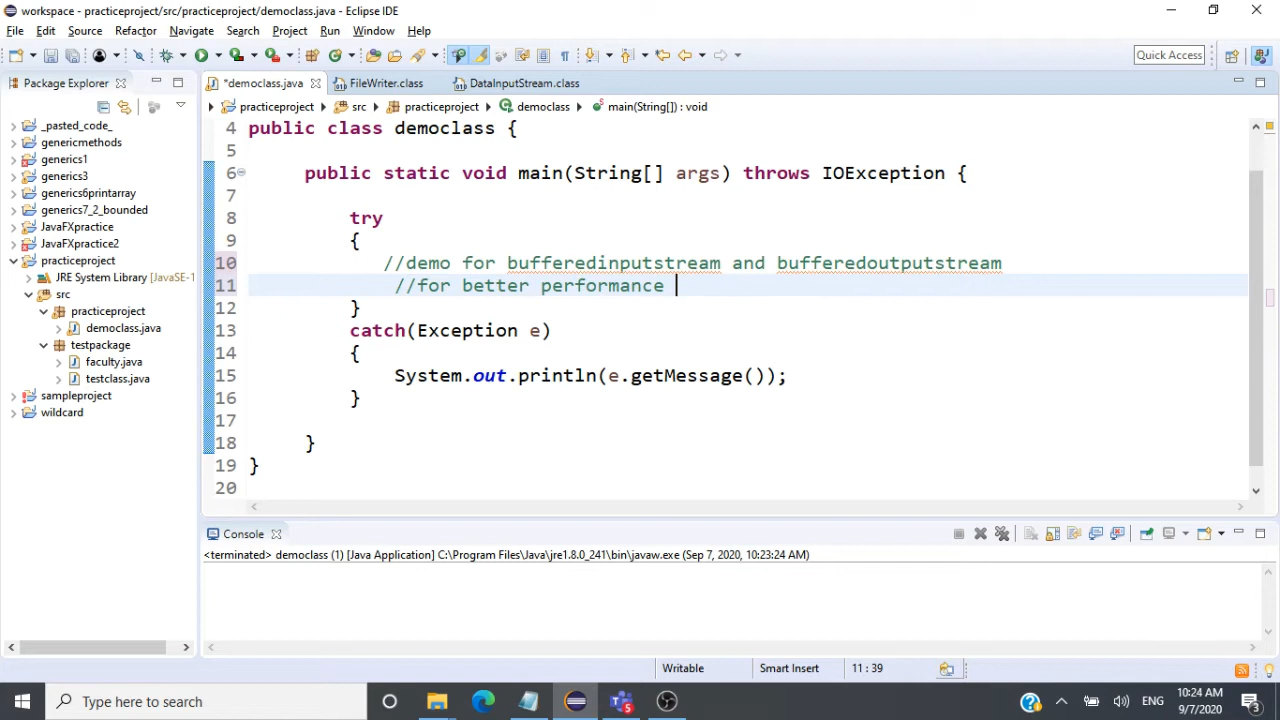 workspace - practiceproject/src/practiceproject/democlass.java - Eclipse IDE
File Edit Source Refactor Navigate Search Project Run Window Help
Quick Access
Package Explorer
*democlass.java
FileWriter.class
DataInputStream.class
practiceproject src practiceproject democlass main(String[]) : void
_pasted_code_
genericmethods
generics1
generics3
generics6printarray
generics7_2_bounded
JavaFXpractice
JavaFXpractice2
practiceproject
JRE System Library [JavaSE-1
src
practiceproject
democlass.java
testpackage
faculty.java
testclass.java
sampleproject
wildcard
4 public class democlass {
5
6 public static void main(String[] args) throws IOException {
7
8 try
9 {
10 //demo for bufferedinputstream and bufferedoutputstream
11 //for better performance
12 }
13 catch(Exception e)
14 {
15 System.out.println(e.getMessage());
16 }
17
18 }
19 }
20
Console
<terminated> democlass (1) [Java Application] C:\Program Files\Java\jre1.8.0_241\bin\javaw.exe (Sep 7, 2020, 10:23:24 AM)
Writable Smart Insert 11 : 39
Type here to search
ENG
10:24 AM
9/7/2020
3